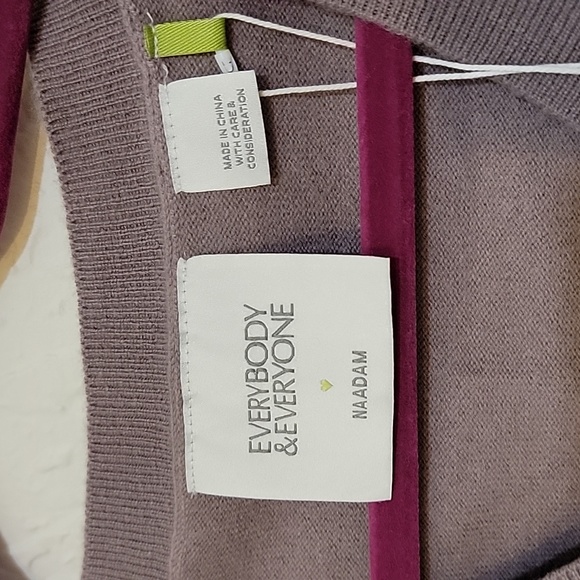 MADE IN CHINA
WITH CARE &
CONSIDERATION
EVERYBODY
&EVERYONE
NAADAM